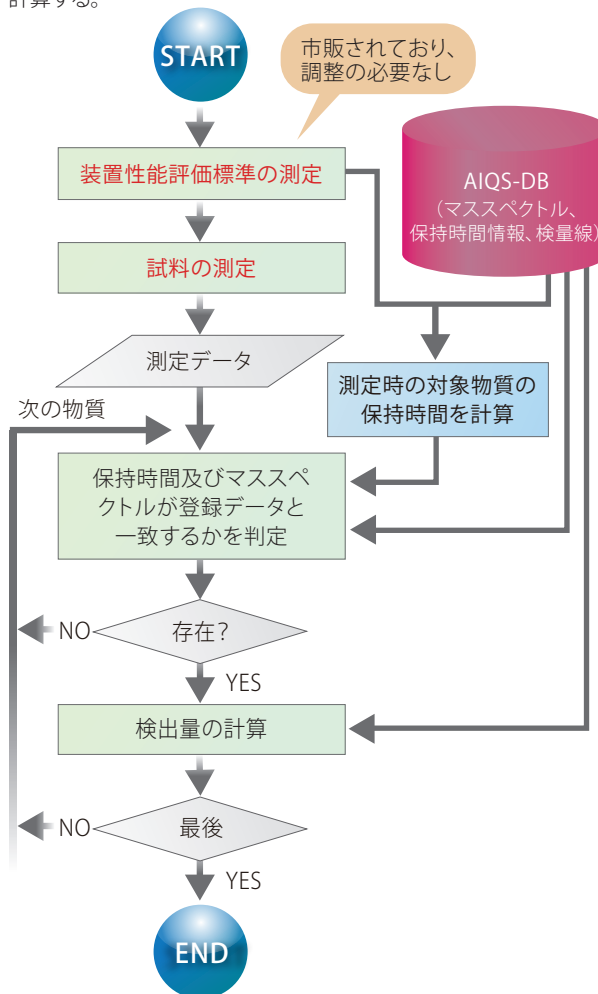 計算する。
START
市販されており、
調整の必要なし
装置性能評価標準の測定
AIQS-DB
（マススペクトル、
保持時間情報、検量線）
試料の測定
測定データ
測定時の対象物質の
保持時間を計算
次の物質
保持時間及びマススペ
クトルが登録データと
一致するかを判定
NO
存在？
YES
検出量の計算
NO
最後
YES
END